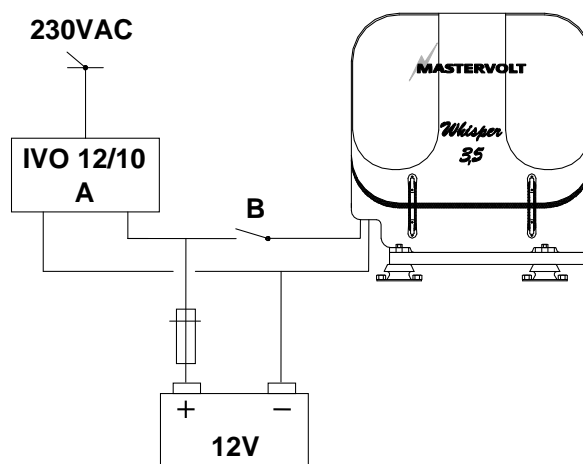 230VAC
MASTERVOLT
Whisper
3,5
IVO 12/10
A
B
+ −
12V